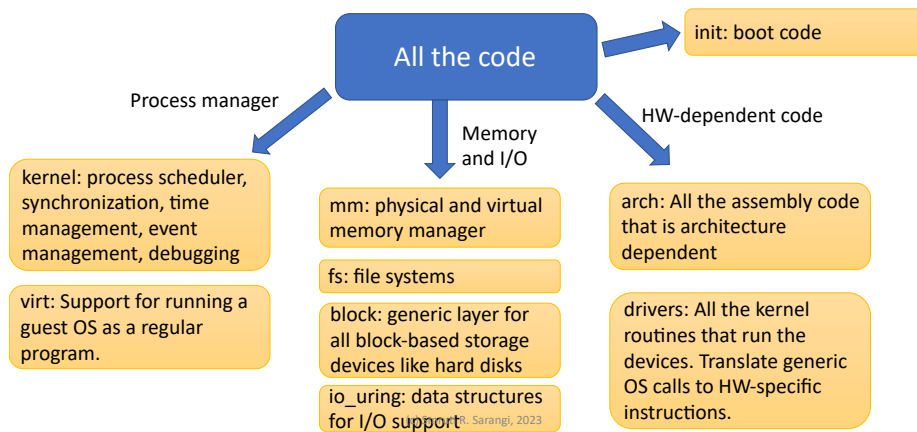 All the code
init: boot code
Process manager
Memory
and I/O
HW-dependent code
kernel: process scheduler,
synchronization, time
management, event
management, debugging
virt: Support for running a
guest OS as a regular
program.
mm: physical and virtual
memory manager
fs: file systems
block: generic layer for
all block-based storage
devices like hard disks
io_uring: data structures
for I/O support
R. Sarangi, 2023
arch: All the assembly code
that is architecture
dependent
drivers: All the kernel
routines that run the
devices. Translate generic
OS calls to HW-specific
instructions.